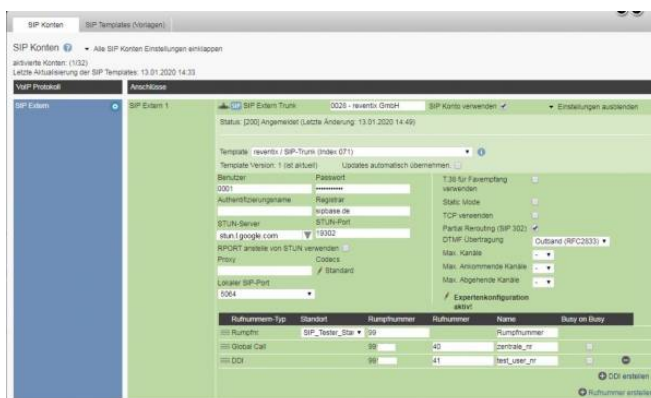 SIP Konten
SIP Templates (Vorlagen)
SIP Konten
Alle SIP Konten Einstellungen einklappen
aktivierte Konten: (1/32)
Letzte Aktualisierung der SIP Templates: 13.01.2020 14:33
VoIP Protokoll
Anschlüsse
SIP Extern
SIP Extern 1
SIP SIP Extern Trunk
0028 - reventix GmbH
SIP Konto verwenden
Einstellungen ausblenden
Status: [200] Angemeldet (Letzte Änderung: 13.01.2020 14:49)
Template reventix / SIP-Trunk (Index 071)
Template Version: 1 (ist aktuell)
Updates automatisch übernehmen:
Benutzer
Passwort
0001
Authentifizierungsname
Registrar
sipbase.de
STUN-Server
STUN-Port
stun.l.google.com
19302
RPORT anstelle von STUN verwenden
Proxy
Codecs
Standard
Lokaler SIP-Port
5064
T.38 für Faxempfang verwenden
Static Mode
TCP verwenden
Partial Rerouting (SIP 302)
DTMF Übertragung
Outband (RFC2833)
Max. Kanäle
-
Max. Ankommende Kanäle
-
Max. Abgehende Kanäle
-
Expertenkonfiguration
aktiv!
Rufnummern-Typ Standort Rumpfnummer Rufnummer Name Busy on Busy
Rumpfnr. SIP_Tester_Stan 99 Rumpfnummer
Global Call 99 40 zentrale_nr
DDI 99 41 test_user_nr
DDI erstellen
Rufnummer erstellen